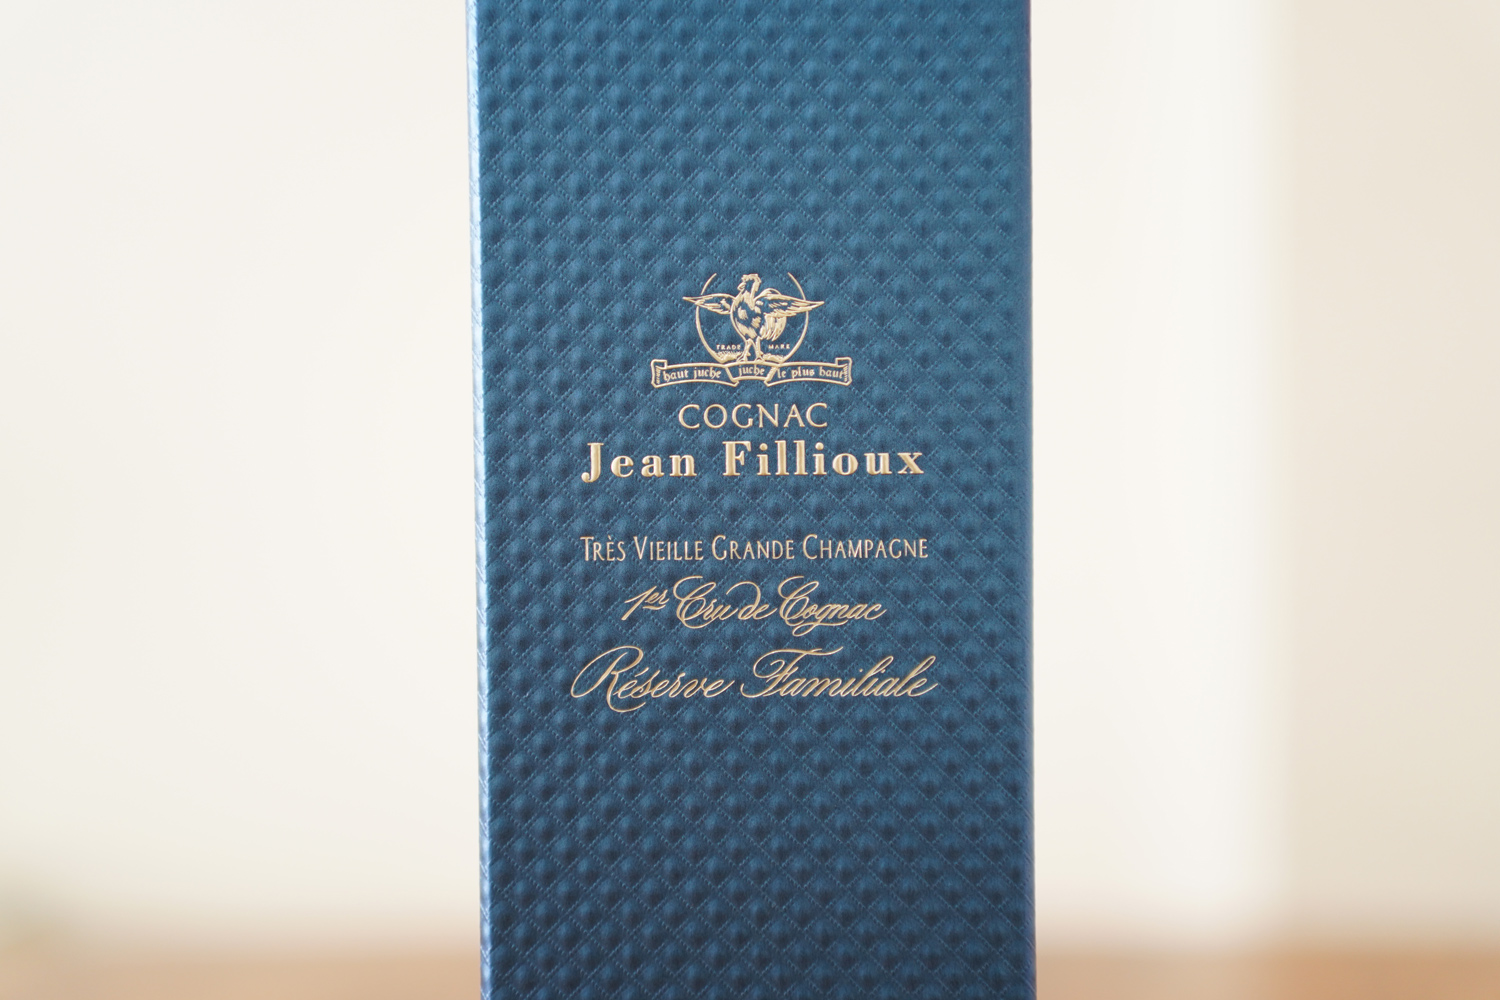 TRADE MARK
haut juche juche le plus haut
COGNAC
Jean Fillioux
TRÈS VIEILLE GRANDE CHAMPAGNE
1er Cru de Cognac
Réserve Familiale